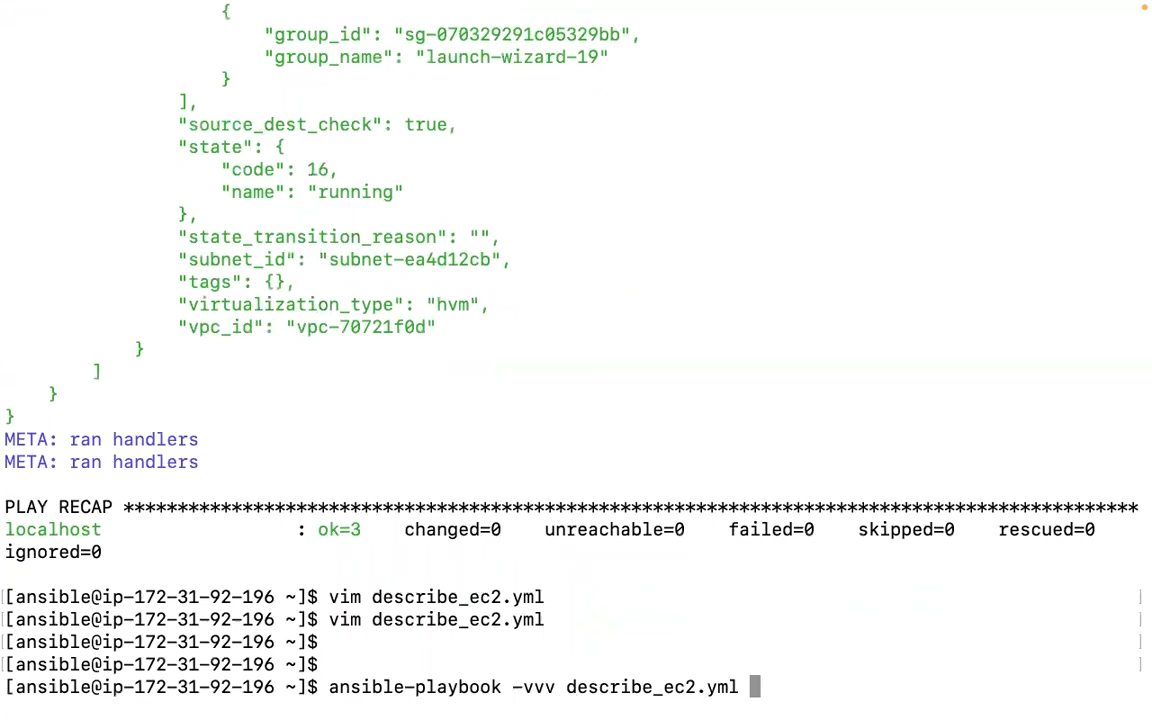 {
"group_id": "sg-070329291c05329bb",
"group_name": "launch-wizard-19"
}
],
"source_dest_check": true,
"state": {
"code": 16,
"name": "running"
},
"state_transition_reason": "",
"subnet_id": "subnet-ea4d12cb",
"tags": {},
"virtualization_type": "hvm",
"vpc_id": "vpc-70721f0d"
}
]
}
}
META: ran handlers
META: ran handlers
PLAY RECAP **********************************************************************************************
localhost : ok=3 changed=0 unreachable=0 failed=0 skipped=0 rescued=0
ignored=0
[ansible@ip-172-31-92-196 ~]$ vim describe_ec2.yml ]
[ansible@ip-172-31-92-196 ~]$ vim describe_ec2.yml ]
[ansible@ip-172-31-92-196 ~]$ ]
[ansible@ip-172-31-92-196 ~]$ ]
[ansible@ip-172-31-92-196 ~]$ ansible-playbook -vvv describe_ec2.yml